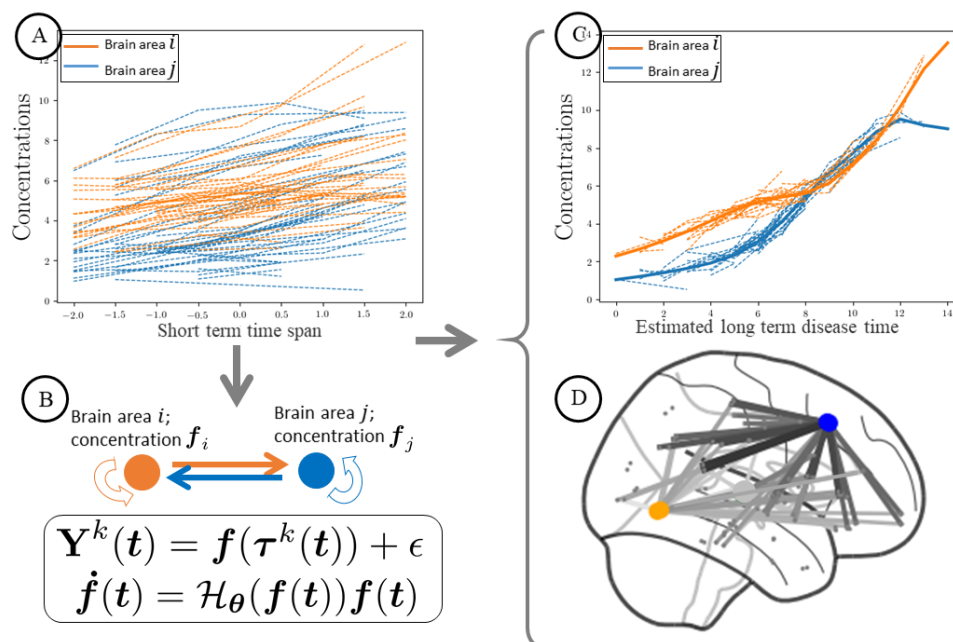 A
Brain area i
Brain area j
Concentrations
12
10
8
6
4
2
0
−2.0 −1.5 −1.0 −0.5 0.0 0.5 1.0 1.5 2.0
Short term time span
B
Brain area i;
concentration f_i
Brain area j;
concentration f_j
Y^k(t) = f(τ^k(t)) + ϵ
ḟ(t) = ℋ_θ(f(t))f(t)
C
14
Brain area i
Brain area j
Concentrations
12
10
8
6
4
2
0
0 2 4 6 8 10 12 14
Estimated long term disease time
D